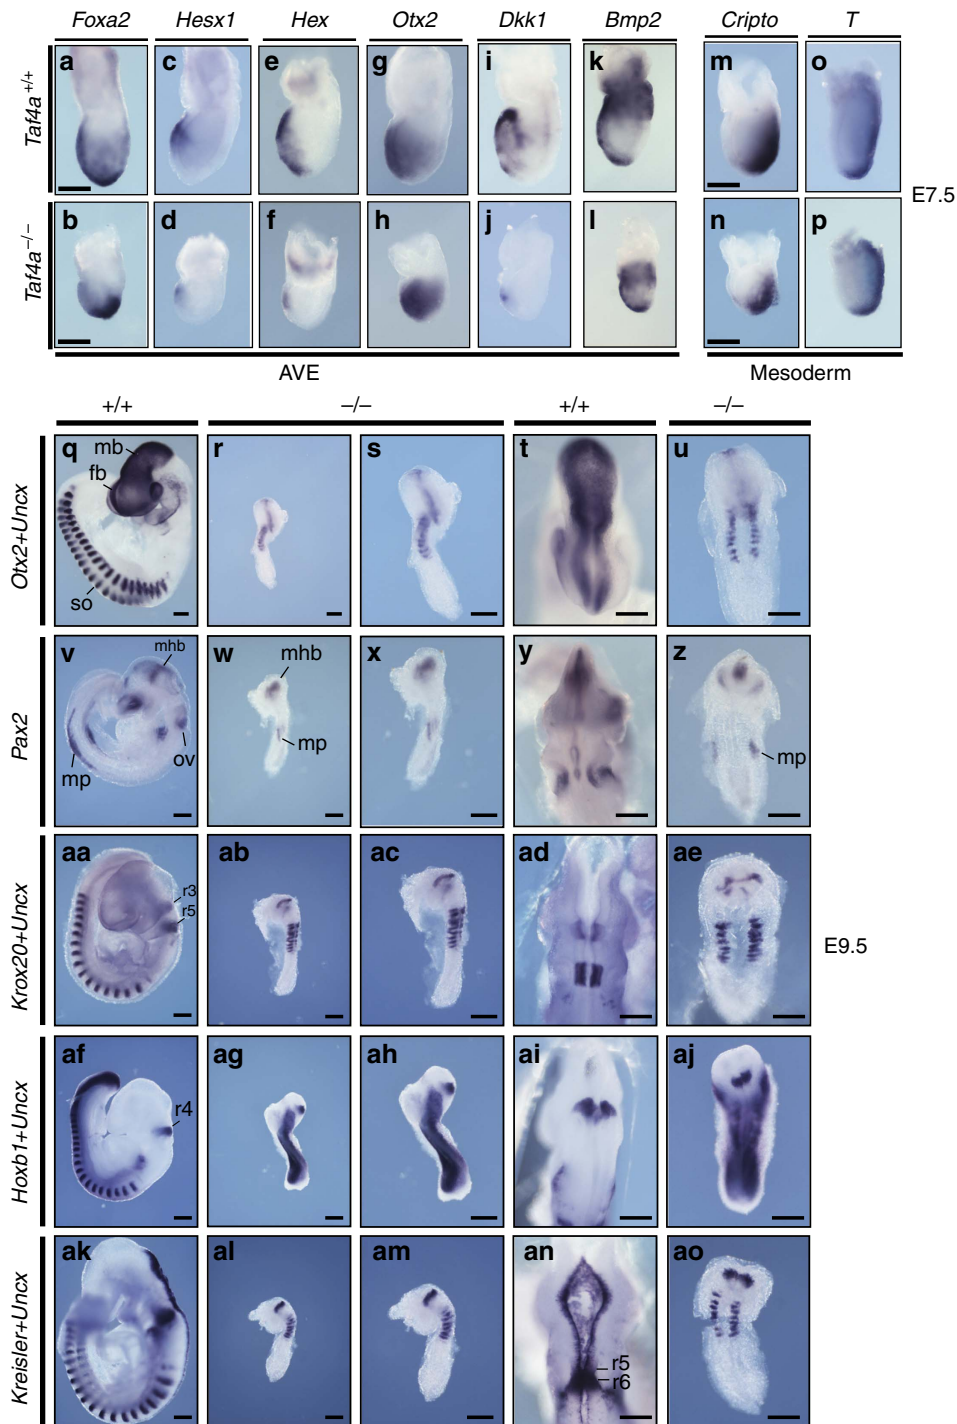 Foxa2 Hesx1 Hex Otx2 Dkk1 Bmp2 Cripto T
Taf4a+/+
a c e g i k m o
E7.5
Taf4a−/−
b d f h j l n p
AVE Mesoderm
+/+ −/− +/+ −/−
Otx2+Uncx
q r s t u
mb
fb
so
Pax2
v w x y z
mhb mhb
mp ov mp mp
Krox20+Uncx
aa ab ac ad ae
r3
r5
E9.5
Hoxb1+Uncx
af ag ah ai aj
r4
Kreisler+Uncx
ak al am an ao
r5
r6